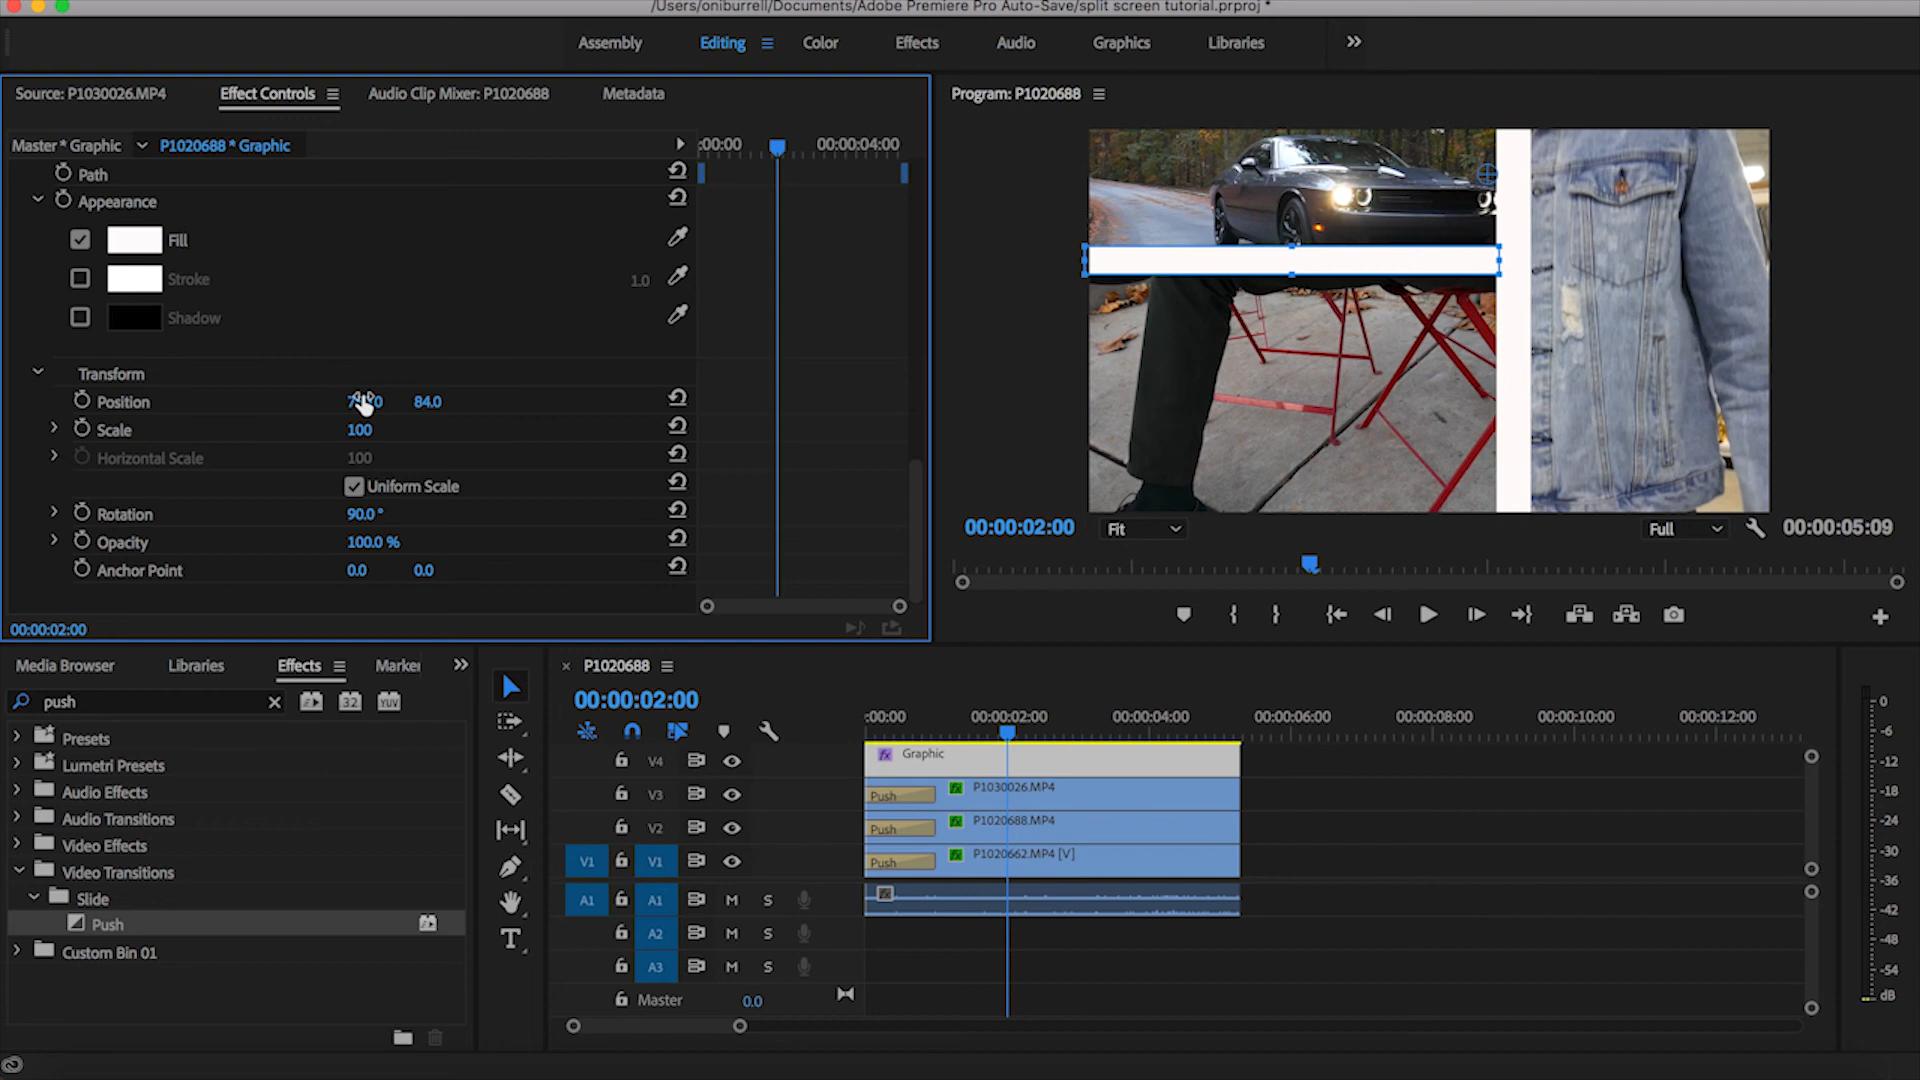 /Users/oniburrell/Documents/Adobe Premiere Pro Auto-Save/split screen tutorial.prproj *
Assembly Editing Color Effects Audio Graphics Libraries
Source: P1030026.MP4 Effect Controls Audio Clip Mixer: P1020688 Metadata
Program: P1020688
Master * Graphic P1020688 * Graphic
:00:00 00:00:04:00
Path
Appearance
Fill
Stroke 1.0
Shadow
Transform
Position 84.0
Scale 100
Horizontal Scale 100
Uniform Scale
Rotation 90.0 °
Opacity 100.0 %
Anchor Point 0.0 0.0
00:00:02:00
00:00:02:00 Fit Full 00:00:05:09
Media Browser Libraries Effects Marker
push
32 YUV
Presets
Lumetri Presets
Audio Effects
Audio Transitions
Video Effects
Video Transitions
Slide
Push
Custom Bin 01
P1020688
00:00:02:00
:00:00 00:00:02:00 00:00:04:00 00:00:06:00 00:00:08:00 00:00:10:00 00:00:12:00
V4 fx Graphic
V3 Push fx P1030026.MP4
V2 Push fx P1020688.MP4
V1 V1 Push fx P1020662.MP4 [V]
A1 A1 M S fx
A2 M S
A3 M S
Master 0.0
0
-6
-12
-18
-24
-30
-36
-42
-48
-54
dB